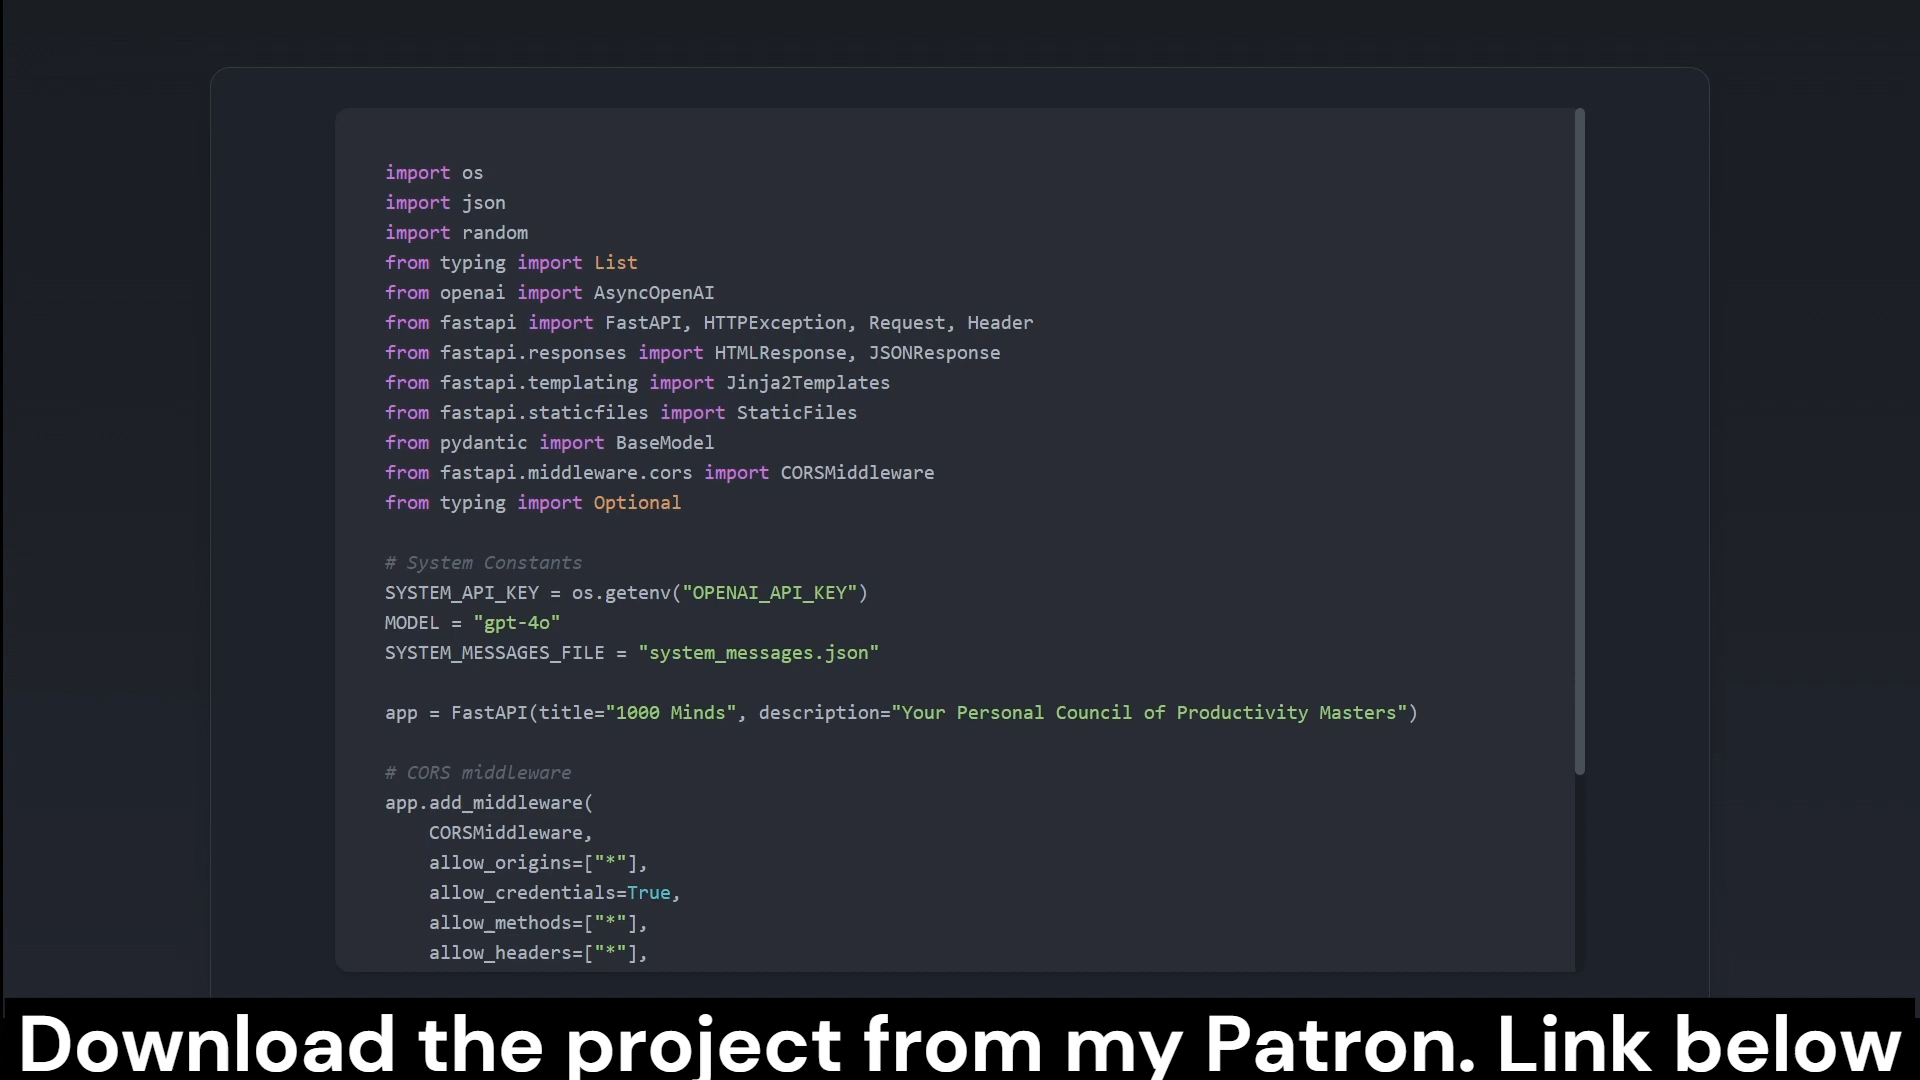 import os
import json
import random
from typing import List
from openai import AsyncOpenAI
from fastapi import FastAPI, HTTPException, Request, Header
from fastapi.responses import HTMLResponse, JSONResponse
from fastapi.templating import Jinja2Templates
from fastapi.staticfiles import StaticFiles
from pydantic import BaseModel
from fastapi.middleware.cors import CORSMiddleware
from typing import Optional

# System Constants
SYSTEM_API_KEY = os.getenv("OPENAI_API_KEY")
MODEL = "gpt-4o"
SYSTEM_MESSAGES_FILE = "system_messages.json"

app = FastAPI(title="1000 Minds", description="Your Personal Council of Productivity Masters")

# CORS middleware
app.add_middleware(
    CORSMiddleware,
    allow_origins=["*"],
    allow_credentials=True,
    allow_methods=["*"],
    allow_headers=["*"],
Download the project from my Patron. Link below